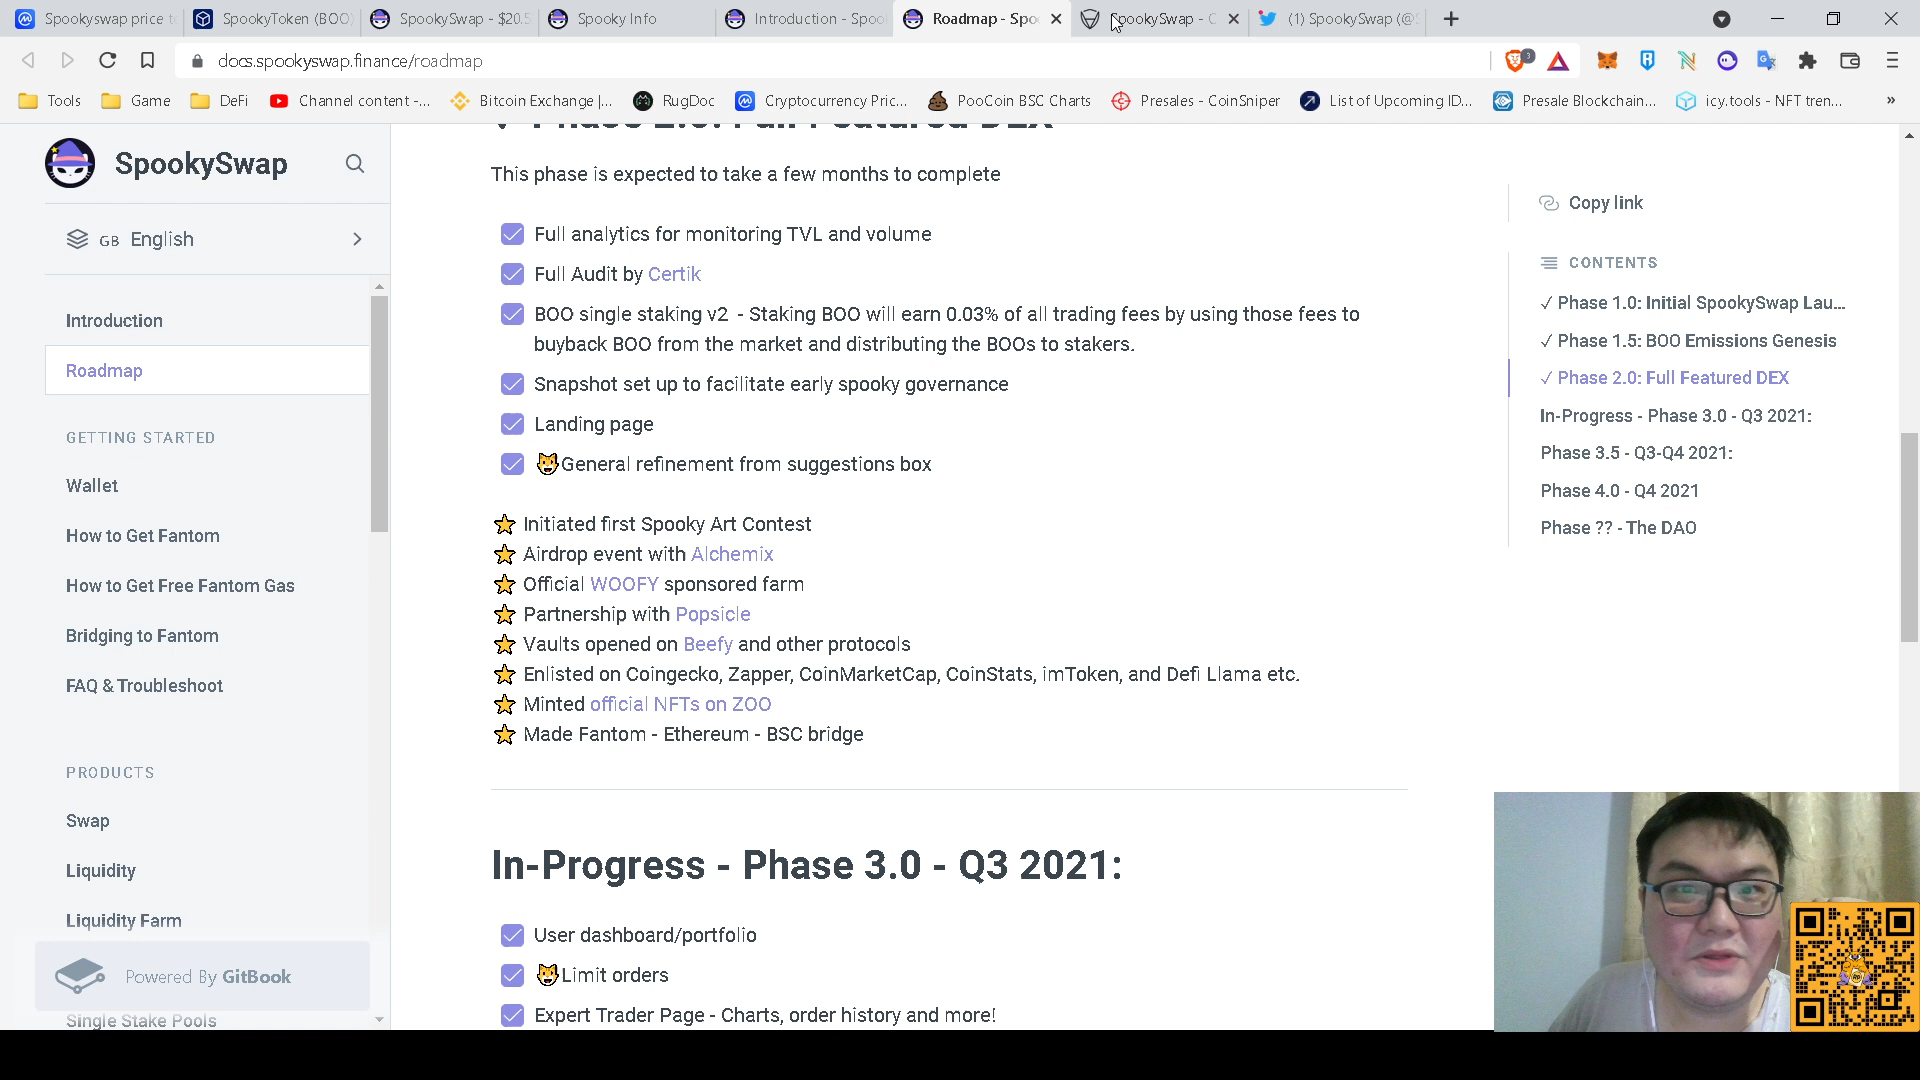 Spookyswap price t
SpookyToken (BOO)
SpookySwap - $20.5
Spooky Info
Introduction - Spoo
Roadmap - Spo
SpookySwap - C
(1) SpookySwap (@S
docs.spookyswap.finance/roadmap
3
Tools
Game
DeFi
Channel content -...
Bitcoin Exchange |...
RugDoc
Cryptocurrency Pric...
PooCoin BSC Charts
Presales - CoinSniper
List of Upcoming ID...
Presale Blockchain...
icy.tools - NFT tren...
»
SpookySwap
GB English
Introduction
Roadmap
GETTING STARTED
Wallet
How to Get Fantom
How to Get Free Fantom Gas
Bridging to Fantom
FAQ & Troubleshoot
PRODUCTS
Swap
Liquidity
Liquidity Farm
Powered By GitBook
Single Stake Pools
✓ Phase 2.0: Full Featured DEX
This phase is expected to take a few months to complete
Full analytics for monitoring TVL and volume
Full Audit by Certik
BOO single staking v2 - Staking BOO will earn 0.03% of all trading fees by using those fees to
buyback BOO from the market and distributing the BOOs to stakers.
Snapshot set up to facilitate early spooky governance
Landing page
General refinement from suggestions box
Initiated first Spooky Art Contest
Airdrop event with Alchemix
Official WOOFY sponsored farm
Partnership with Popsicle
Vaults opened on Beefy and other protocols
Enlisted on Coingecko, Zapper, CoinMarketCap, CoinStats, imToken, and Defi Llama etc.
Minted official NFTs on ZOO
Made Fantom - Ethereum - BSC bridge
In-Progress - Phase 3.0 - Q3 2021:
User dashboard/portfolio
Limit orders
Expert Trader Page - Charts, order history and more!
Copy link
CONTENTS
✓ Phase 1.0: Initial SpookySwap Lau...
✓ Phase 1.5: BOO Emissions Genesis
✓ Phase 2.0: Full Featured DEX
In-Progress - Phase 3.0 - Q3 2021:
Phase 3.5 - Q3-Q4 2021:
Phase 4.0 - Q4 2021
Phase ?? - The DAO